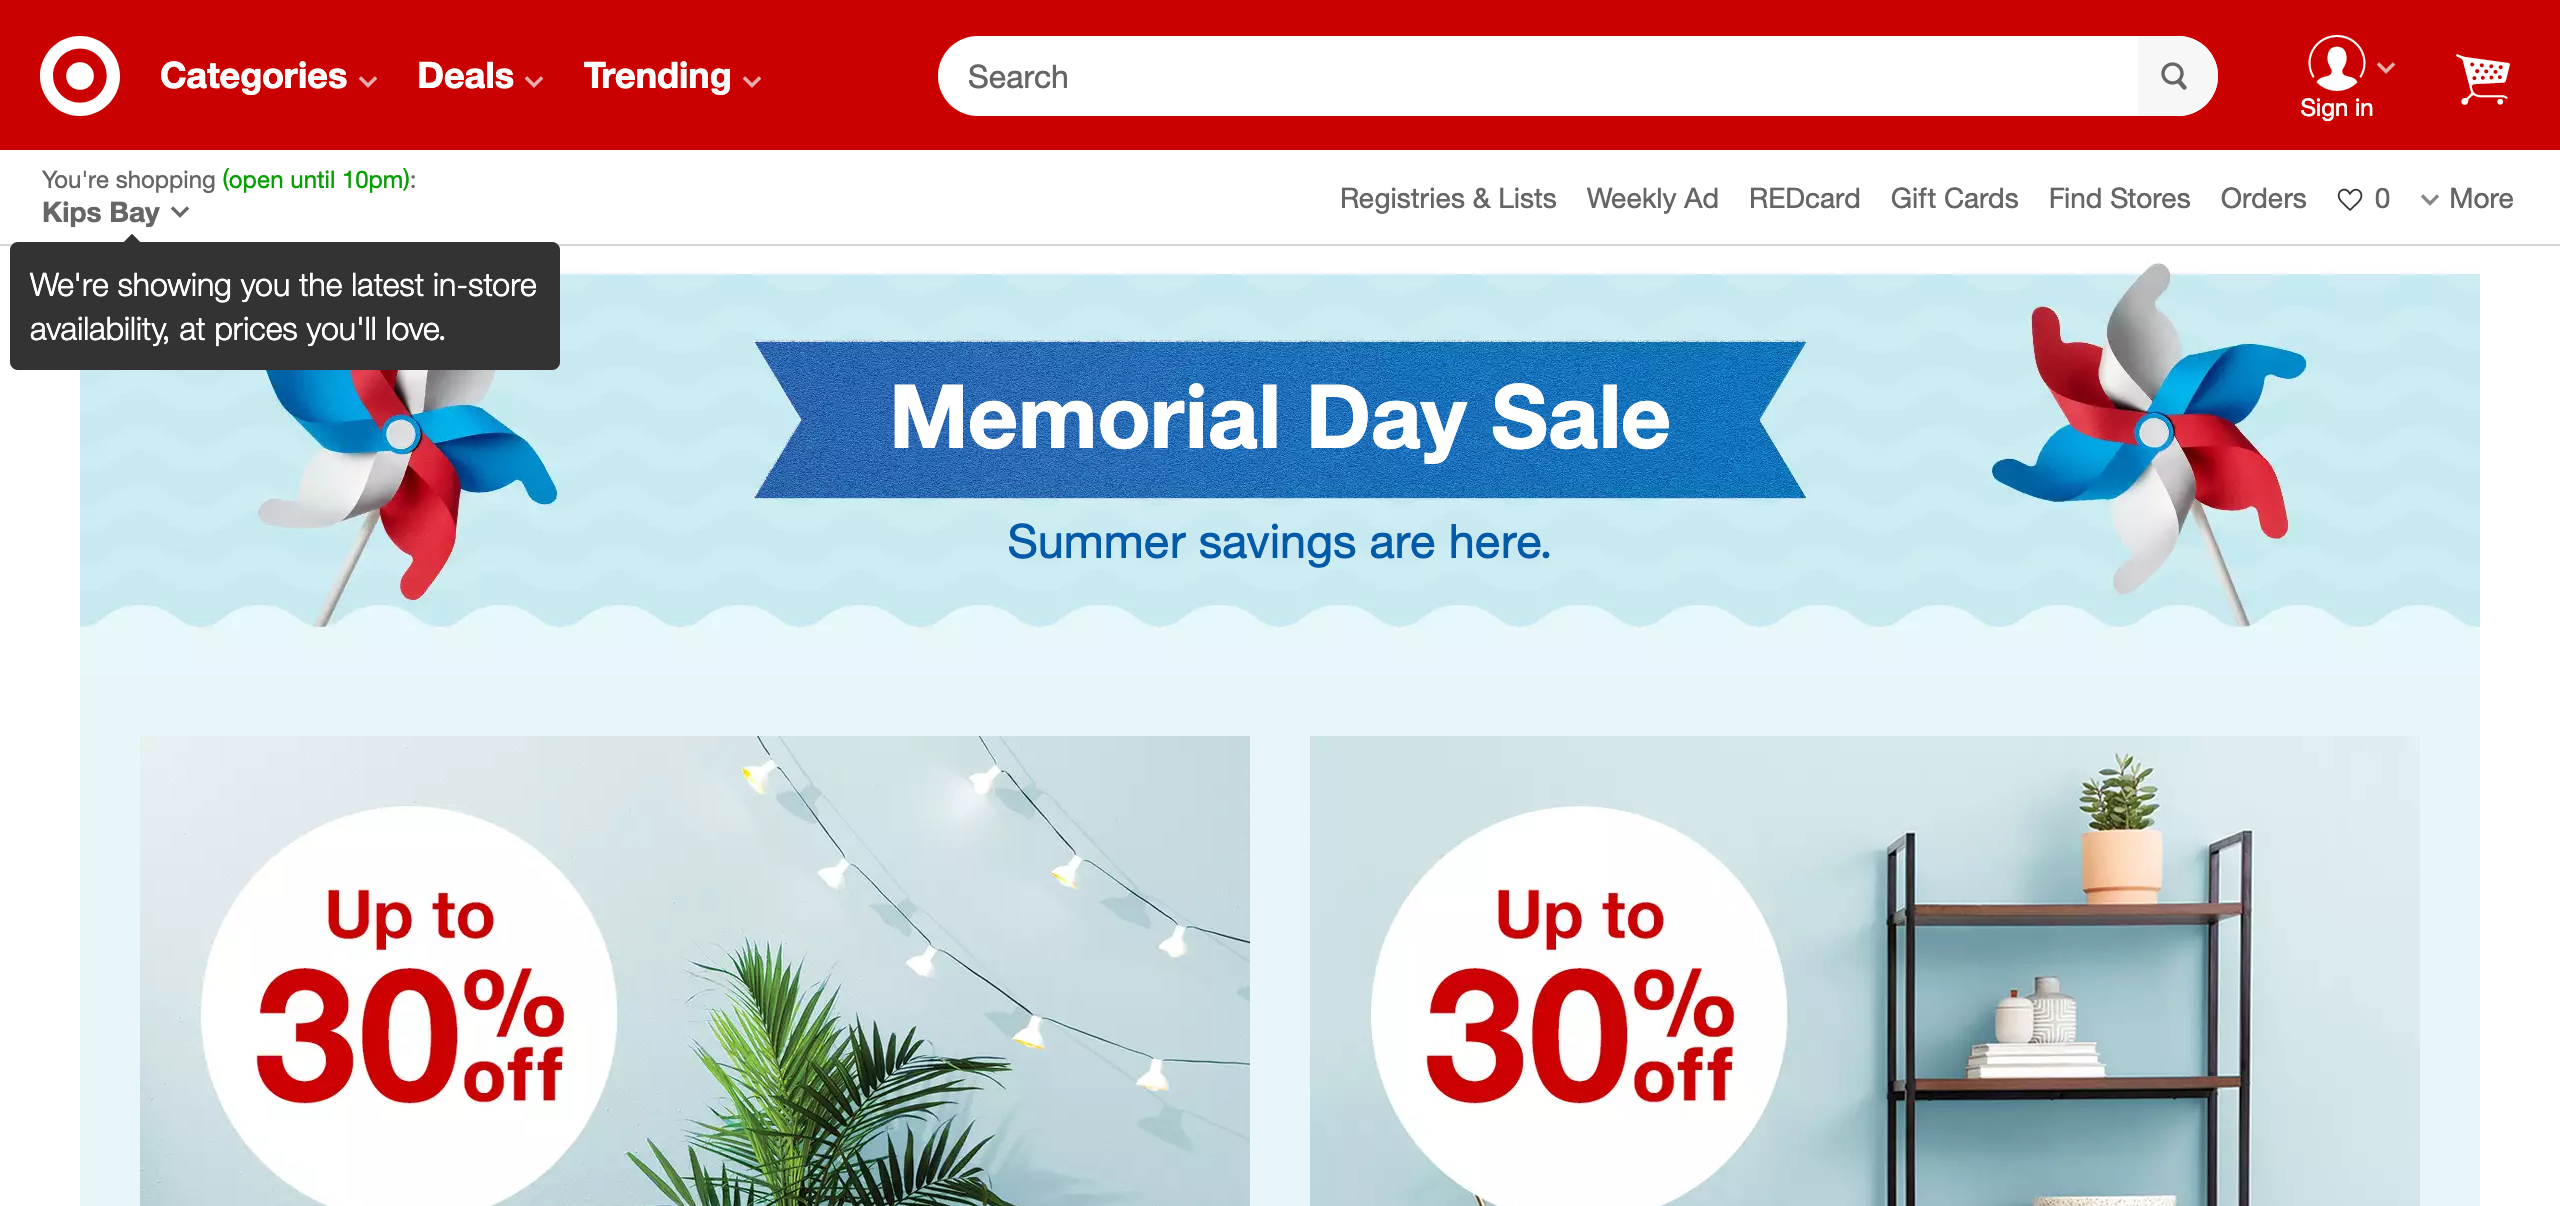 Categories Deals Trending Search Sign in
You're shopping (open until 10pm):
Kips Bay
Registries & Lists Weekly Ad REDcard Gift Cards Find Stores Orders 0 More
We're showing you the latest in-store
availability, at prices you'll love.
Memorial Day Sale
Summer savings are here.
Up to
30% off
Up to
30% off